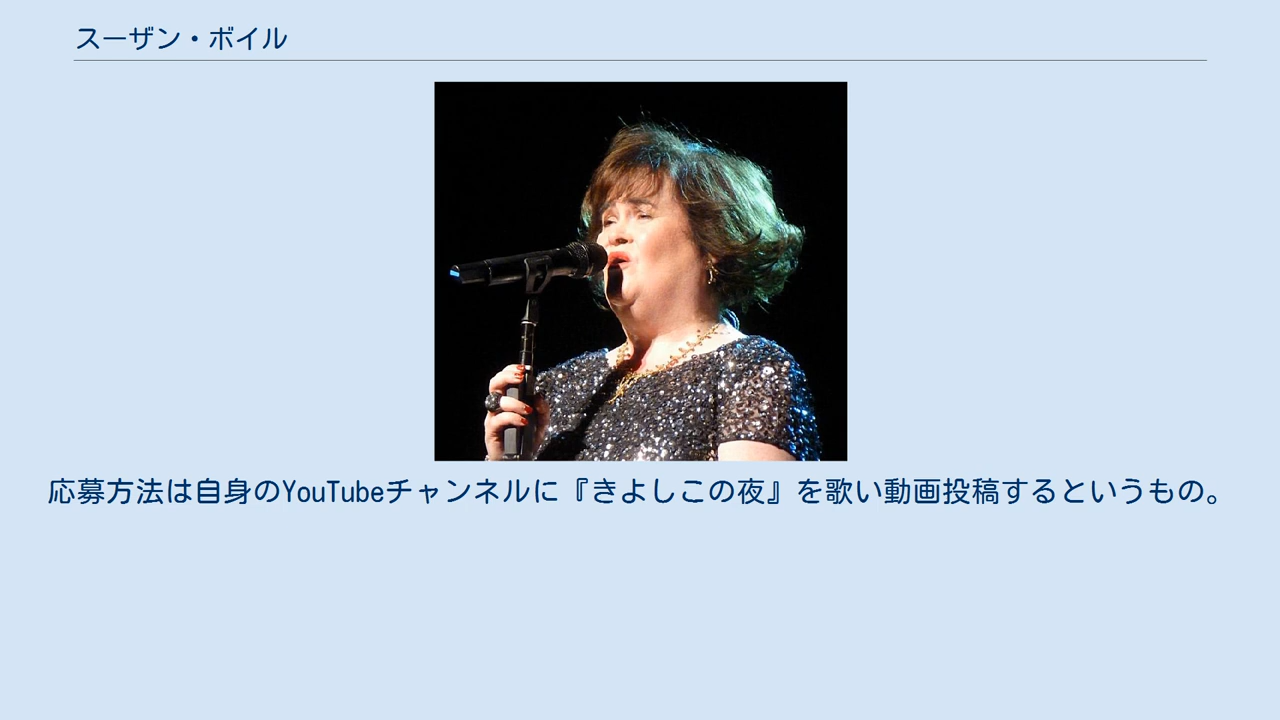 スーザン・ボイル
応募方法は自身のYouTubeチャンネルに『きよしこの夜』を歌い動画投稿するというもの。